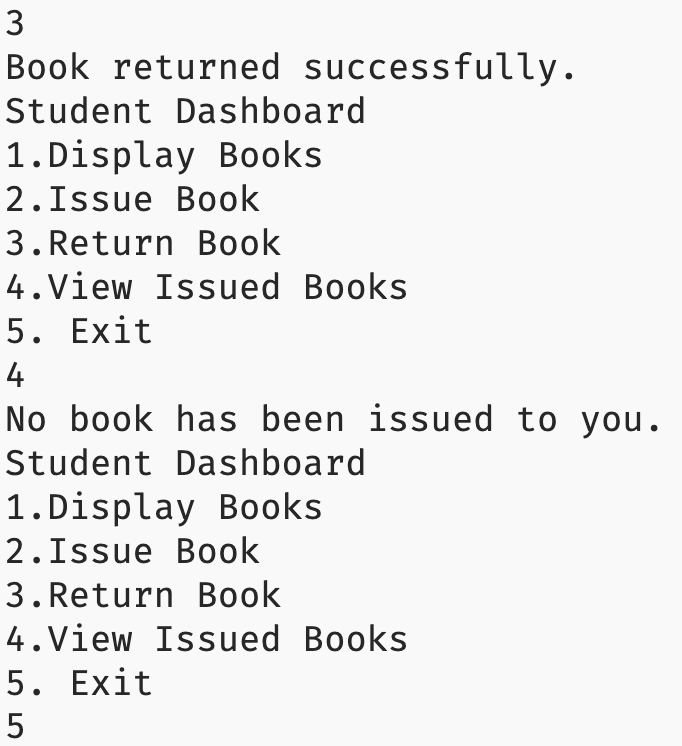 3
Book returned successfully.
Student Dashboard
1.Display Books
2.Issue Book
3.Return Book
4.View Issued Books
5. Exit
4
No book has been issued to you.
Student Dashboard
1.Display Books
2.Issue Book
3.Return Book
4.View Issued Books
5. Exit
5